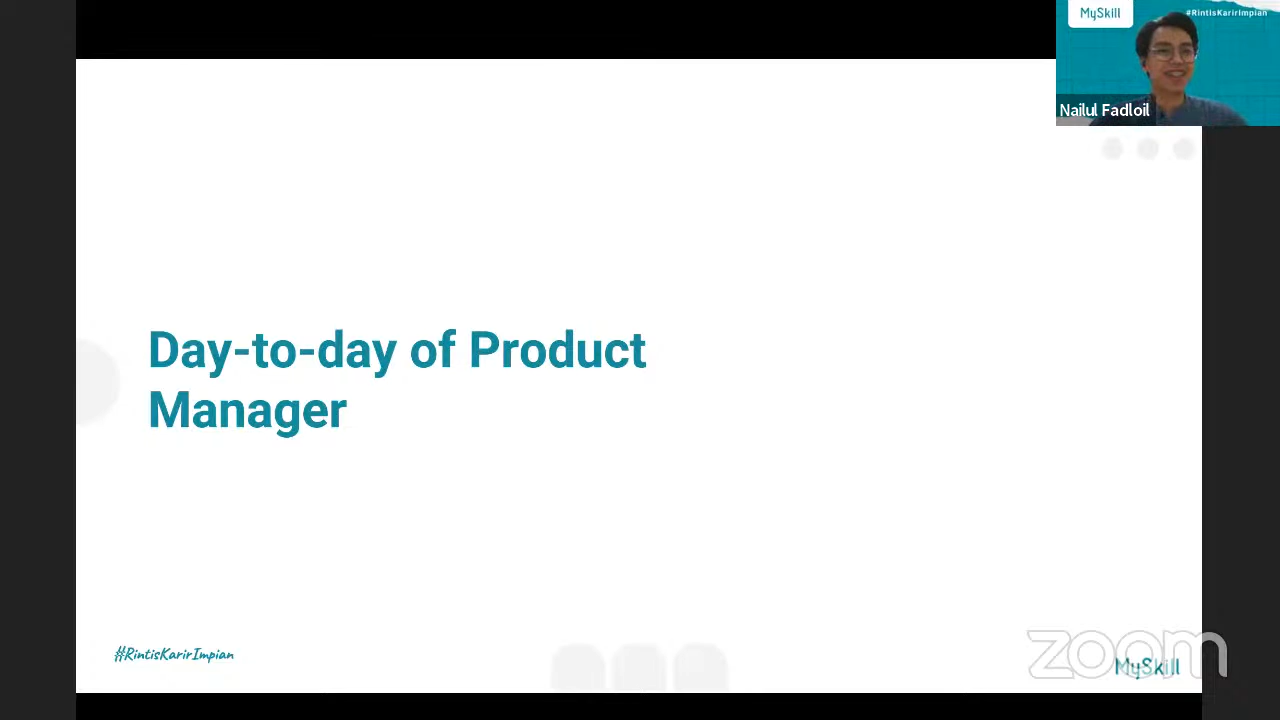 MySkill
#RintisKarirImpian
Nailul Fadloil
Day-to-day of Product
Manager
#RintisKarirImpian
zoom
MySkill